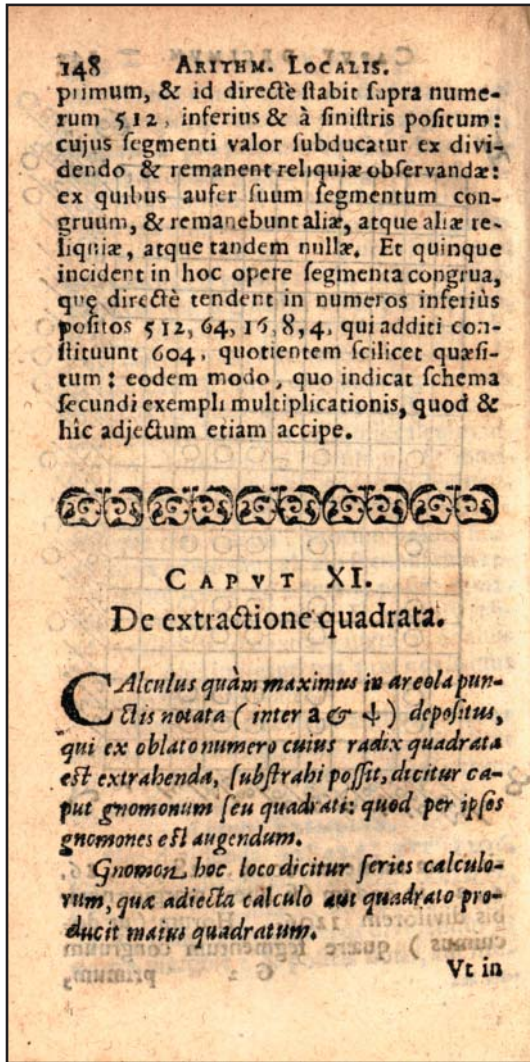 148 ARITHM. LOCALIS.
primum, & id directè stabit supra nume-
rum 512, inferius & à sinistris positum:
cujus segmenti valor subducatur ex divi-
dendo & remanent reliquiæ observandæ:
ex quibus aufer suum segmentum con-
gruum, & remanebunt aliæ, atque aliæ re-
liquiæ, atque tandem nullæ. Et quinque
incident in hoc opere segmenta congrua,
quę directè tendent in numeros inferiùs
positos 512, 64, 16, 8, 4, qui additi con-
stituunt 604, quotientem scilicet quæsi-
tum: eodem modo, quo indicat schema
secundi exempli multiplicationis, quod &
hîc adjectum etiam accipe.
CAPVT XI.
De extractione quadrata.
CAlculus quàm maximus in areola pun-
ctis notata (inter a & ) depositus,
qui ex oblato numero cuius radix quadrata
est extrahenda, substrahi possit, dicitur ca-
put gnomonum seu quadrati: quod per ipsos
gnomones est augendum.
Gnomon hoc loco dicitur series calculo-
rum, quæ adiecta calculo aut quadrato pro-
ducit maius quadratum.
Vt in